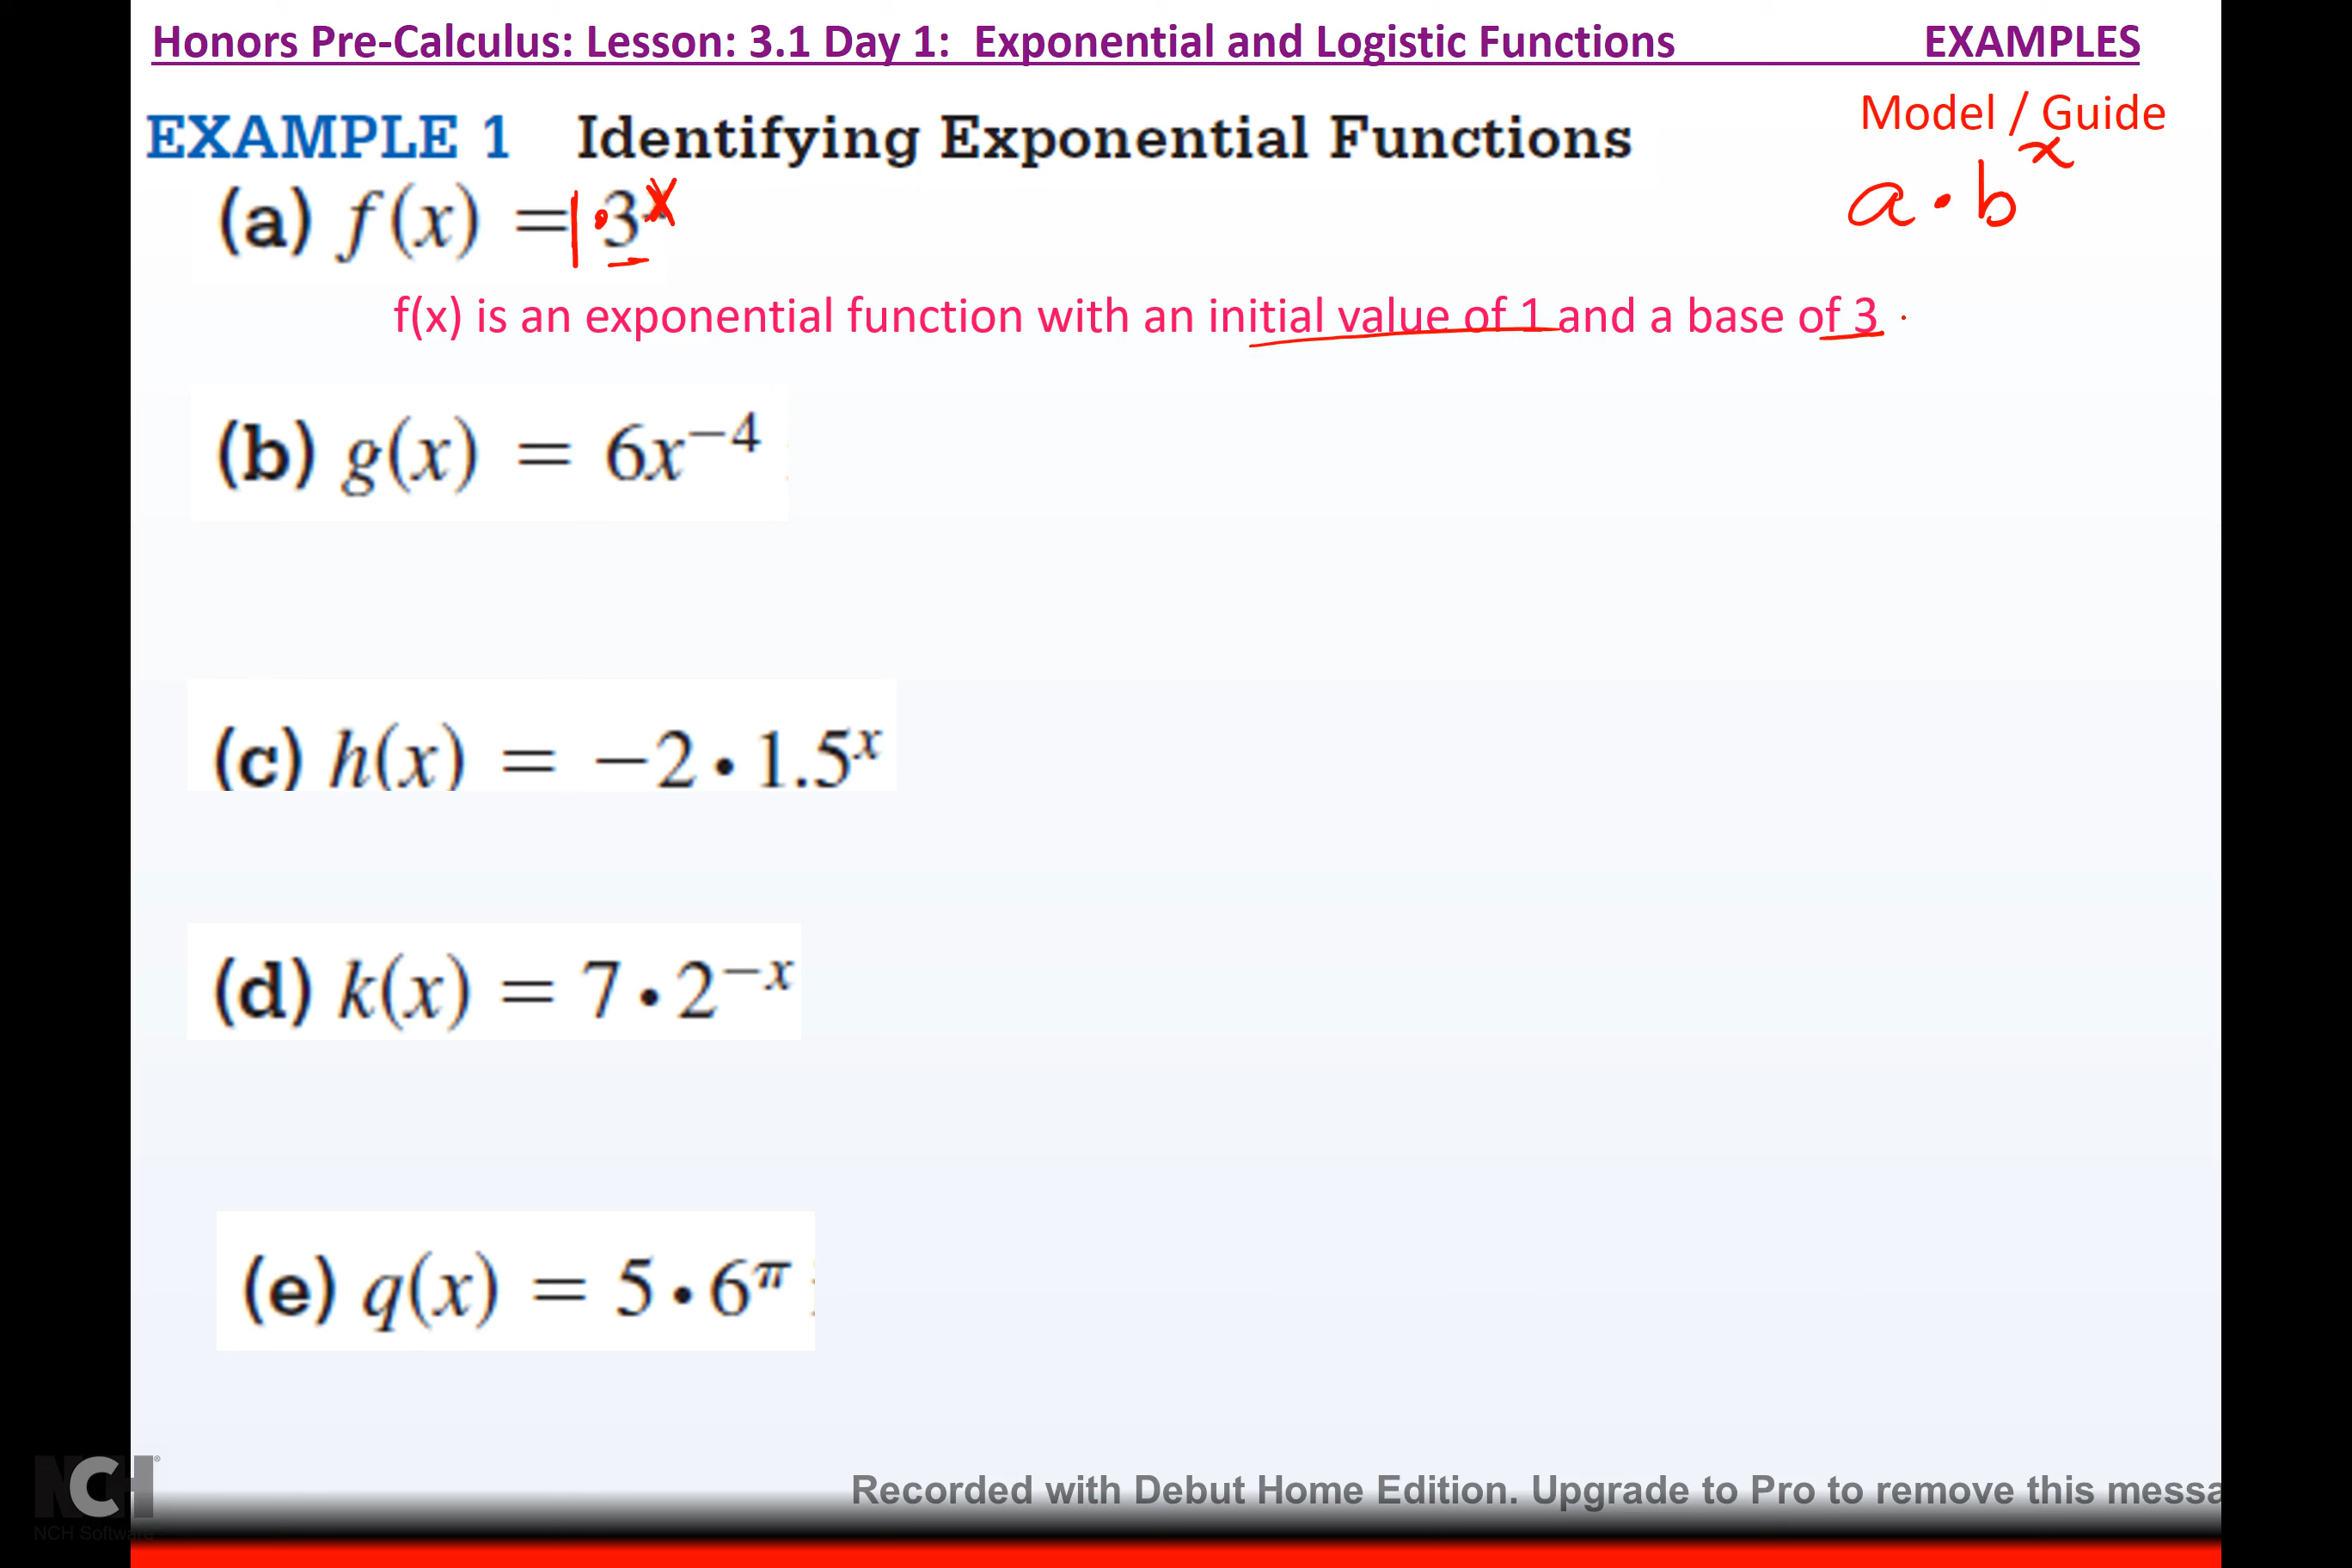 Honors Pre-Calculus: Lesson: 3.1 Day 1: Exponential and Logistic Functions EXAMPLES
Model / Guide
EXAMPLE 1 Identifying Exponential Functions
a · b^x
(a) f(x) = 1 · 3^x
f(x) is an exponential function with an initial value of 1 and a base of 3
(b) g(x) = 6x^−4
(c) h(x) = −2 • 1.5^x
(d) k(x) = 7 • 2^−x
(e) q(x) = 5 • 6^π
NCH®
NCH Software
Recorded with Debut Home Edition. Upgrade to Pro to remove this messa